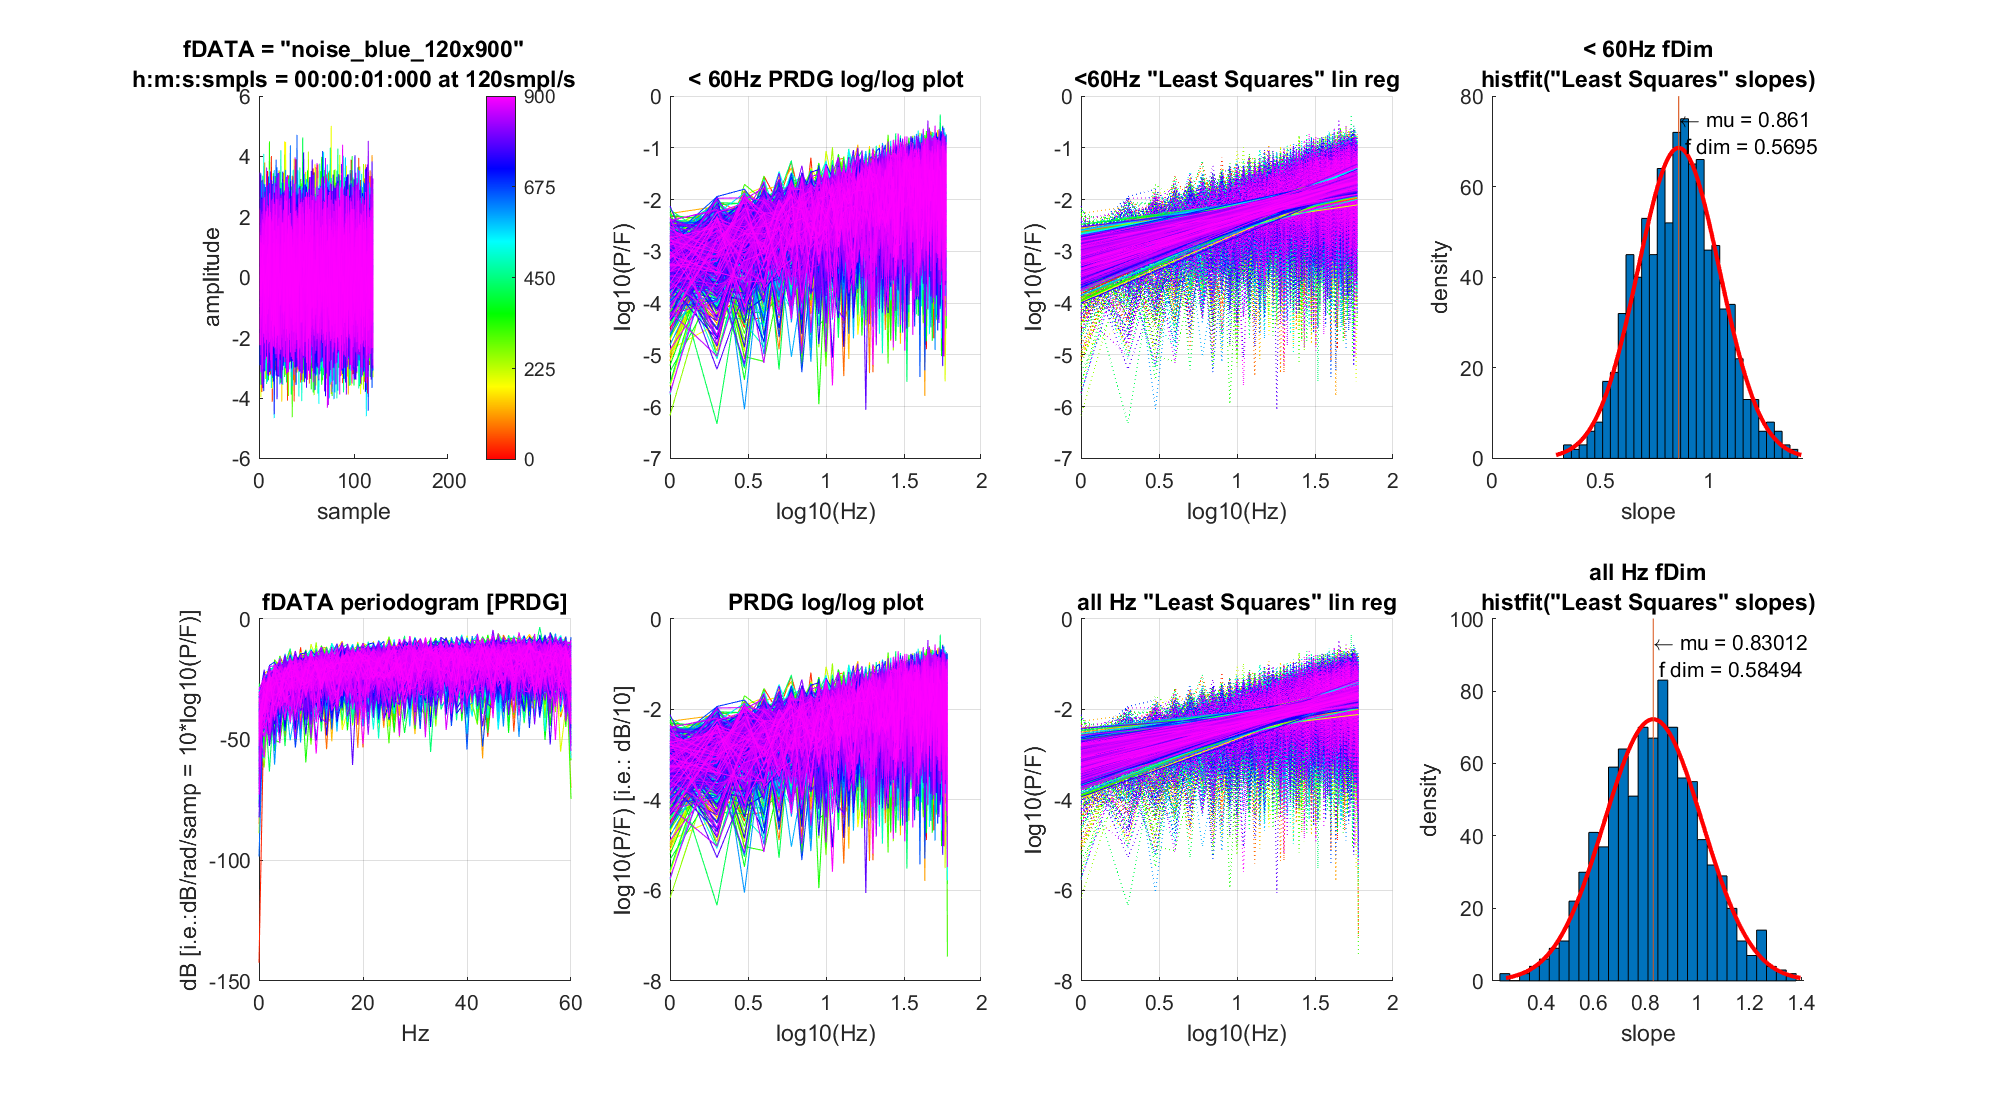 fDATA = "noise_blue_120x900"
h:m:s:smpls = 00:00:01:000 at 120smpl/s
6
4
2
0
-2
-4
-6
amplitude
0
100
200
sample
900
675
450
225
0
< 60Hz PRDG log/log plot
0
-1
-2
-3
-4
-5
-6
-7
log10(P/F)
0
0.5
1
1.5
2
log10(Hz)
<60Hz "Least Squares" lin reg
0
-1
-2
-3
-4
-5
-6
-7
log10(P/F)
0
0.5
1
1.5
2
log10(Hz)
< 60Hz fDim
histfit("Least Squares" slopes)
80
60
40
20
0
density
← mu = 0.861
f dim = 0.5695
0
0.5
1
slope
fDATA periodogram [PRDG]
0
-50
-100
-150
dB [i.e.:dB/rad/samp = 10*log10(P/F)]
0
20
40
60
Hz
PRDG log/log plot
0
-2
-4
-6
-8
log10(P/F) [i.e.: dB/10]
0
0.5
1
1.5
2
log10(Hz)
all Hz "Least Squares" lin reg
0
-2
-4
-6
-8
log10(P/F)
0
0.5
1
1.5
2
log10(Hz)
all Hz fDim
histfit("Least Squares" slopes)
100
80
60
40
20
0
density
← mu = 0.83012
f dim = 0.58494
0.4
0.6
0.8
1
1.2
1.4
slope